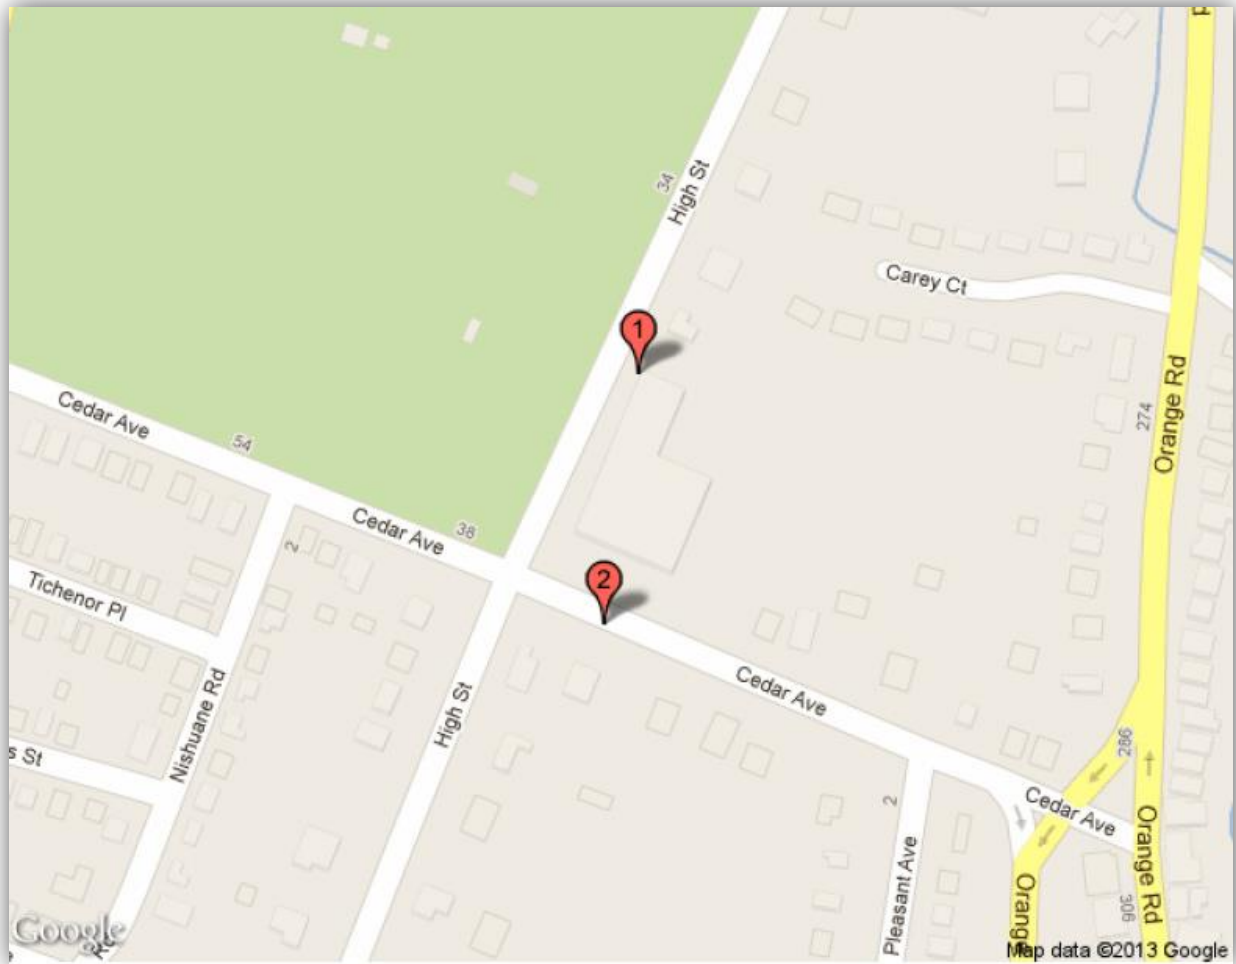 High St
34
Carey Ct
1
Orange Rd
274
Cedar Ave
54
Cedar Ave
38
2
2
Tichenor Pl
Nishuane Rd
High St
Cedar Ave
s St
286
2
Cedar Ave
Pleasant Ave
Orang
Orange Rd
306
Google
Map data ©2013 Google